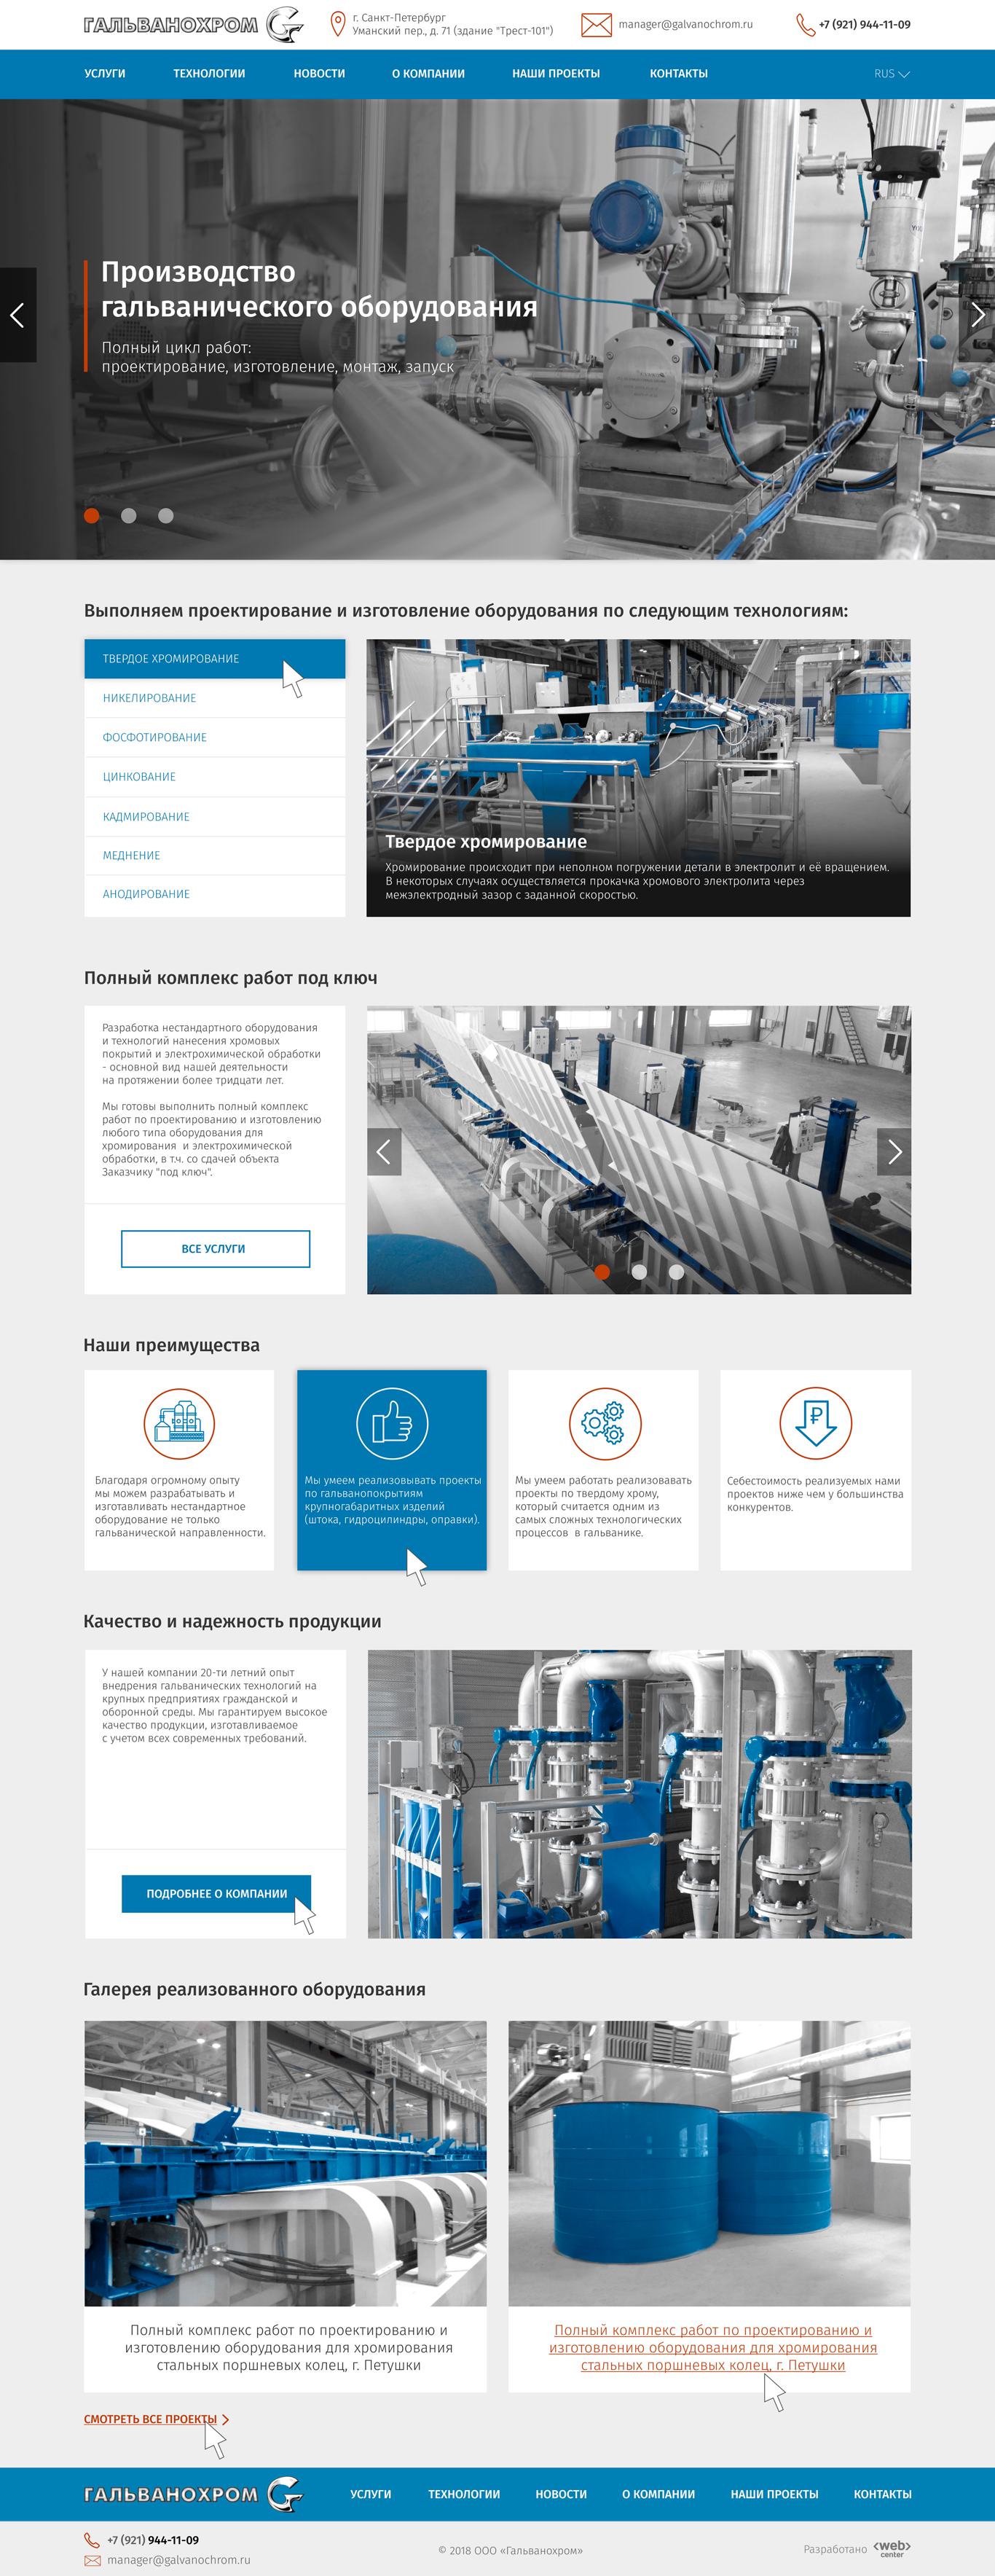 ГАЛЬВАНОХРОМ
г. Санкт-Петербург
Уманский пер., д. 71 (здание "Трест-101")
manager@galvanochrom.ru
+7 (921) 944-11-09
УСЛУГИ ТЕХНОЛОГИИ НОВОСТИ О КОМПАНИИ НАШИ ПРОЕКТЫ КОНТАКТЫ RUS
Производство
гальванического оборудования
Полный цикл работ:
проектирование, изготовление, монтаж, запуск
Выполняем проектирование и изготовление оборудования по следующим технологиям:
ТВЕРДОЕ ХРОМИРОВАНИЕ
НИКЕЛИРОВАНИЕ
ФОСФОТИРОВАНИЕ
ЦИНКОВАНИЕ
КАДМИРОВАНИЕ
МЕДНЕНИЕ
АНОДИРОВАНИЕ
Твердое хромирование
Хромирование происходит при неполном погружении детали в электролит и её вращением.
В некоторых случаях осуществляется прокачка хромового электролита через
межэлектродный зазор с заданной скоростью.
Полный комплекс работ под ключ
Разработка нестандартного оборудования
и технологий нанесения хромовых
покрытий и электрохимической обработки
- основной вид нашей деятельности
на протяжении более тридцати лет.
Мы готовы выполнить полный комплекс
работ по проектированию и изготовлению
любого типа оборудования для
хромирования и электрохимической
обработки, в т.ч. со сдачей объекта
Заказчику "под ключ".
ВСЕ УСЛУГИ
Наши преимущества
Благодаря огромному опыту
мы можем разрабатывать и
изготавливать нестандартное
оборудование не только
гальванической направленности.
Мы умеем реализовывать проекты
по гальванопокрытиям
крупногабаритных изделий
(штока, гидроцилиндры, оправки).
Мы умеем работать реализовавать
проекты по твердому хрому,
который считается одним из
самых сложных технологических
процессов в гальванике.
₽
Себестоимость реализуемых нами
проектов ниже чем у большинства
конкурентов.
Качество и надежность продукции
У нашей компании 20-ти летний опыт
внедрения гальванических технологий на
крупных предприятиях гражданской и
оборонной среды. Мы гарантируем высокое
качество продукции, изготавливаемое
с учетом всех современных требований.
ПОДРОБНЕЕ О КОМПАНИИ
Галерея реализованного оборудования
Полный комплекс работ по проектированию и
изготовлению оборудования для хромирования
стальных поршневых колец, г. Петушки
Полный комплекс работ по проектированию и
изготовлению оборудования для хромирования
стальных поршневых колец, г. Петушки
СМОТРЕТЬ ВСЕ ПРОЕКТЫ
ГАЛЬВАНОХРОМ
УСЛУГИ ТЕХНОЛОГИИ НОВОСТИ О КОМПАНИИ НАШИ ПРОЕКТЫ КОНТАКТЫ
+7 (921) 944-11-09
manager@galvanochrom.ru
© 2018 ООО «Гальванохром»
Разработано <web>
center